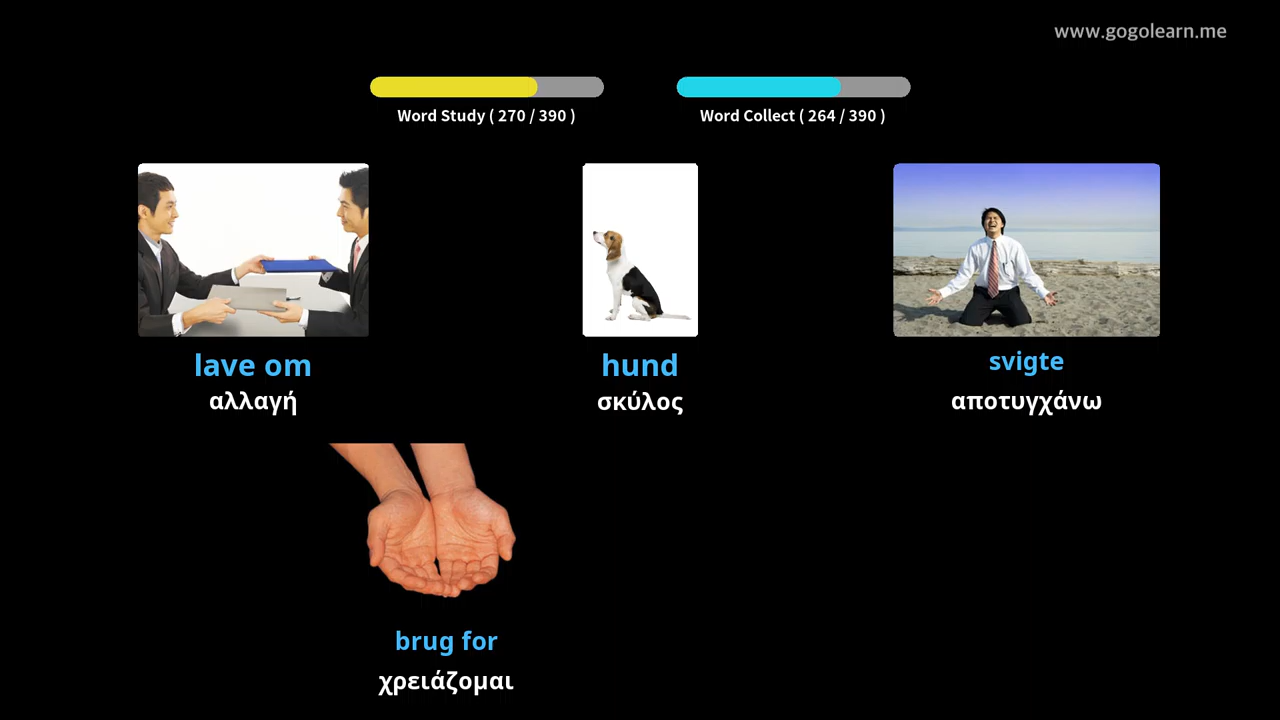 www.gogolearn.me
Word Study ( 270 / 390 )
Word Collect ( 264 / 390 )
lave om
αλλαγή
hund
σκύλος
svigte
αποτυγχάνω
brug for
χρειάζομαι